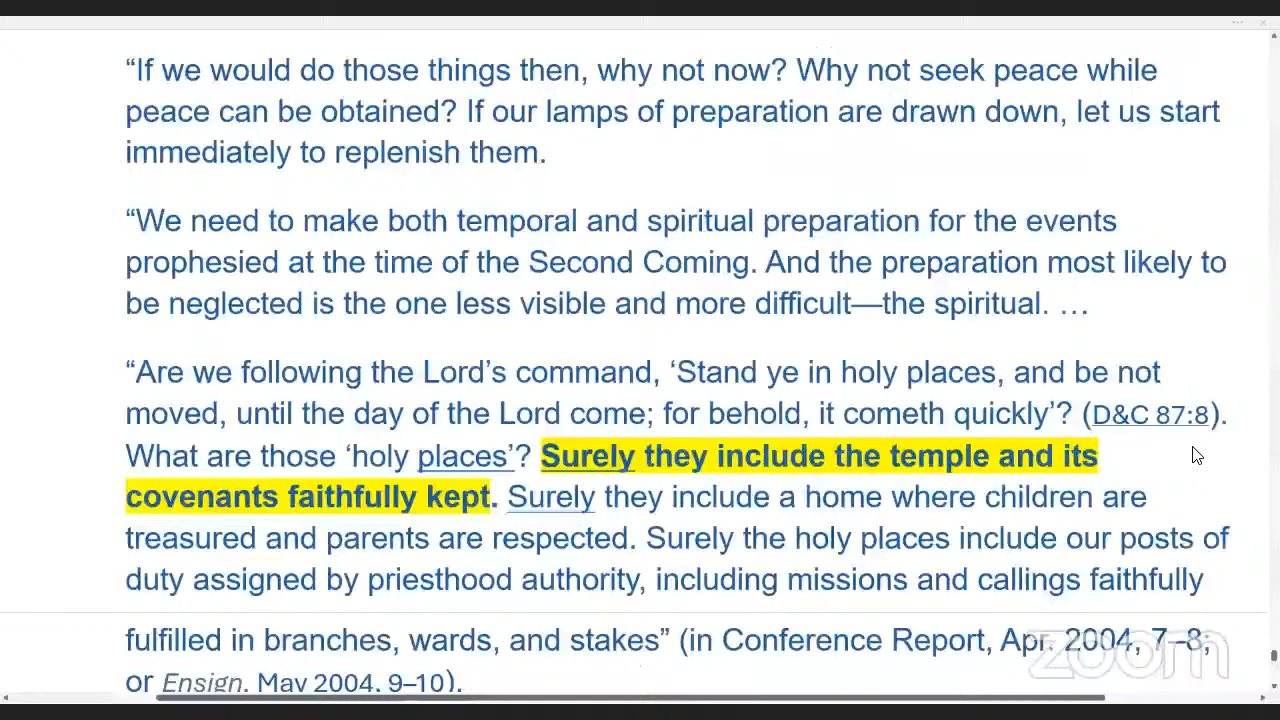 “If we would do those things then, why not now? Why not seek peace while
peace can be obtained? If our lamps of preparation are drawn down, let us start
immediately to replenish them.
“We need to make both temporal and spiritual preparation for the events
prophesied at the time of the Second Coming. And the preparation most likely to
be neglected is the one less visible and more difficult—the spiritual. …
“Are we following the Lord’s command, ‘Stand ye in holy places, and be not
moved, until the day of the Lord come; for behold, it cometh quickly’? (D&C 87:8).
What are those ‘holy places’? Surely they include the temple and its
covenants faithfully kept. Surely they include a home where children are
treasured and parents are respected. Surely the holy places include our posts of
duty assigned by priesthood authority, including missions and callings faithfully
fulfilled in branches, wards, and stakes” (in Conference Report, Apr. 2004, 7–8;
or Ensign, May 2004, 9–10).
zoom